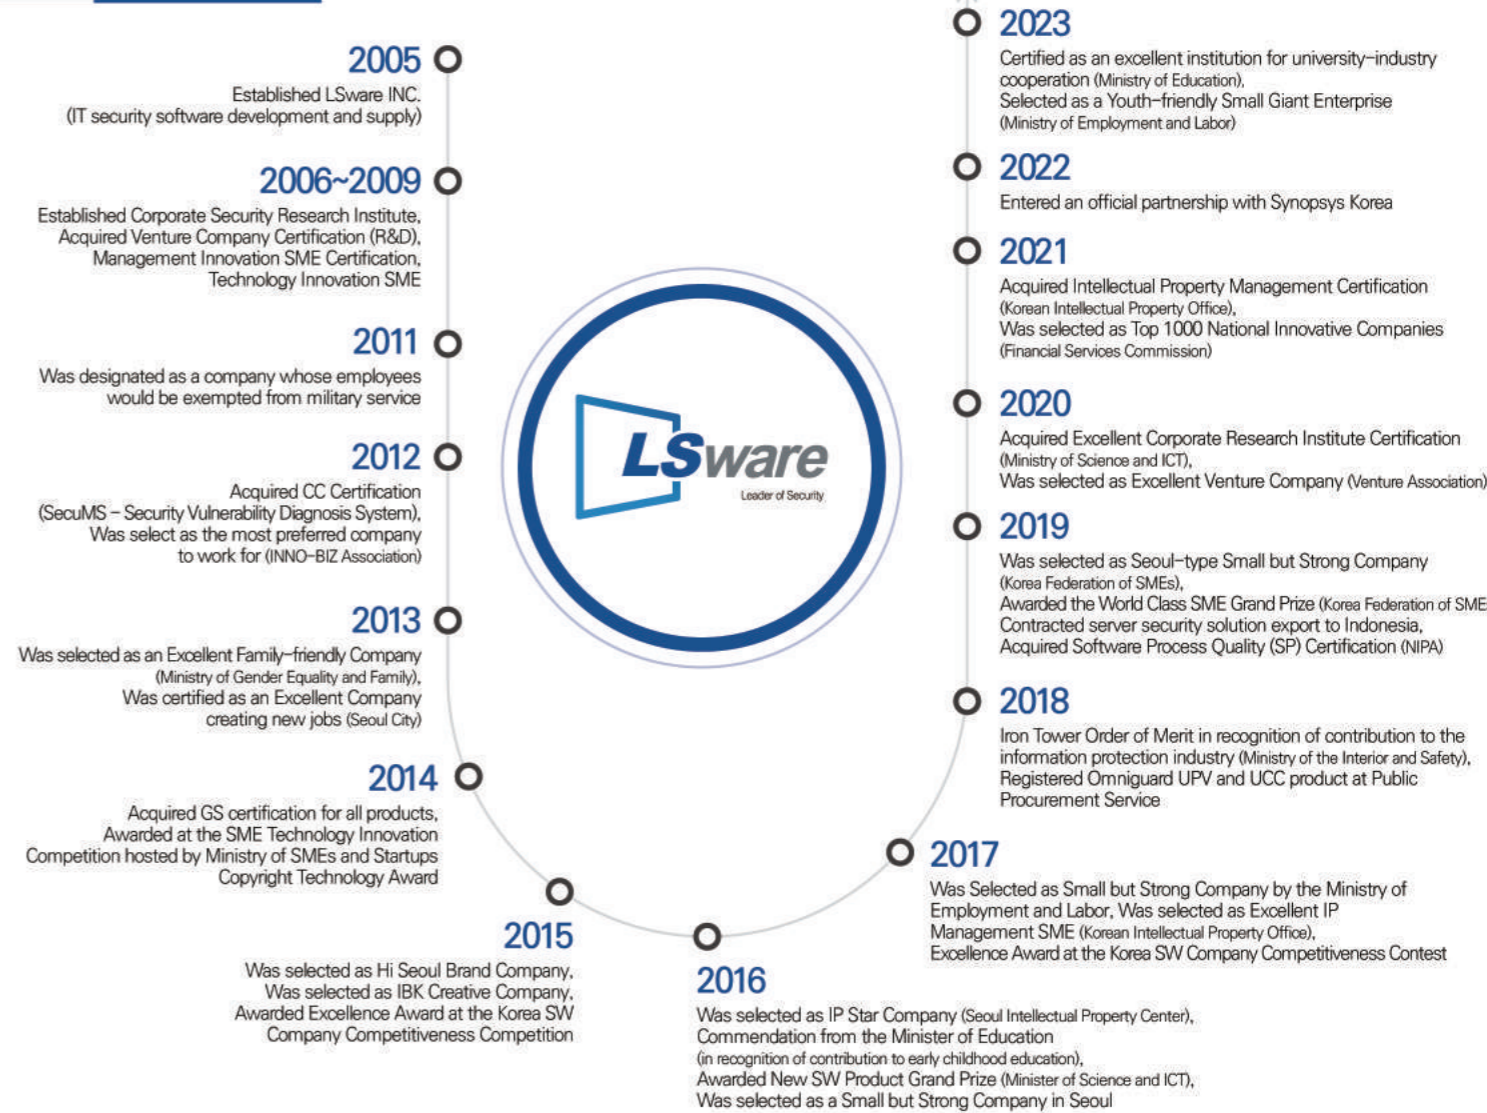 2005
Established LSware INC.
(IT security software development and supply)
2006~2009
Established Corporate Security Research Institute,
Acquired Venture Company Certification (R&D),
Management Innovation SME Certification,
Technology Innovation SME
2011
Was designated as a company whose employees
would be exempted from military service
2012
Acquired CC Certification
(SecuMS - Security Vulnerability Diagnosis System),
Was select as the most preferred company
to work for (INNO-BIZ Association)
2013
Was selected as an Excellent Family-friendly Company
(Ministry of Gender Equality and Family),
Was certified as an Excellent Company
creating new jobs (Seoul City)
2014
Acquired GS certification for all products,
Awarded at the SME Technology Innovation
Competition hosted by Ministry of SMEs and Startups
Copyright Technology Award
2015
Was selected as Hi Seoul Brand Company,
Was selected as IBK Creative Company,
Awarded Excellence Award at the Korea SW
Company Competitiveness Competition
LSware
Leader of Security
2016
Was selected as IP Star Company (Seoul Intellectual Property Center),
Commendation from the Minister of Education
(in recognition of contribution to early childhood education),
Awarded New SW Product Grand Prize (Minister of Science and ICT),
Was selected as a Small but Strong Company in Seoul
2017
Was Selected as Small but Strong Company by the Ministry of
Employment and Labor, Was selected as Excellent IP
Management SME (Korean Intellectual Property Office),
Excellence Award at the Korea SW Company Competitiveness Contest
2018
Iron Tower Order of Merit in recognition of contribution to the
information protection industry (Ministry of the Interior and Safety),
Registered Omniguard UPV and UCC product at Public
Procurement Service
2019
Was selected as Seoul-type Small but Strong Company
(Korea Federation of SMEs),
Awarded the World Class SME Grand Prize (Korea Federation of SME
Contracted server security solution export to Indonesia,
Acquired Software Process Quality (SP) Certification (NIPA)
2020
Acquired Excellent Corporate Research Institute Certification
(Ministry of Science and ICT),
Was selected as Excellent Venture Company (Venture Association)
2021
Acquired Intellectual Property Management Certification
(Korean Intellectual Property Office),
Was selected as Top 1000 National Innovative Companies
(Financial Services Commission)
2022
Entered an official partnership with Synopsys Korea
2023
Certified as an excellent institution for university-industry
cooperation (Ministry of Education),
Selected as a Youth-friendly Small Giant Enterprise
(Ministry of Employment and Labor)